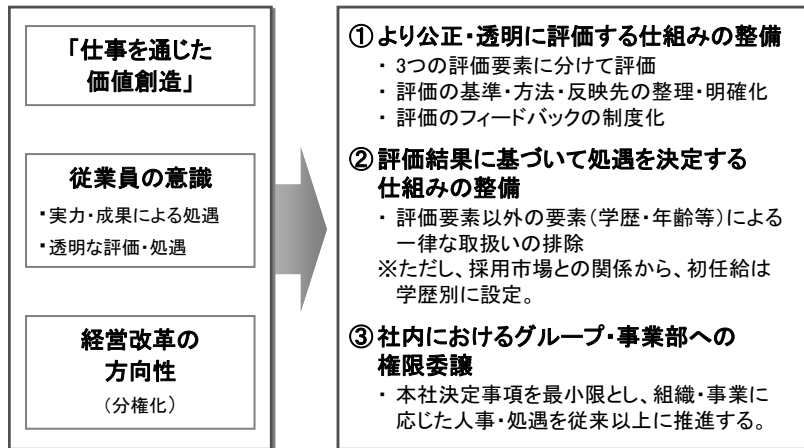 「仕事を通じた
価値創造」
従業員の意識
・実力・成果による処遇
・透明な評価・処遇
経営改革の
方向性
（分権化）
①より公正・透明に評価する仕組みの整備
・ 3つの評価要素に分けて評価
・ 評価の基準・方法・反映先の整理・明確化
・ 評価のフィードバックの制度化
②評価結果に基づいて処遇を決定する
仕組みの整備
・ 評価要素以外の要素（学歴・年齢等）による
一律な取扱いの排除
※ただし、採用市場との関係から、初任給は
学歴別に設定。
③社内におけるグループ・事業部への
権限委譲
・ 本社決定事項を最小限とし、組織・事業に
応じた人事・処遇を従来以上に推進する。